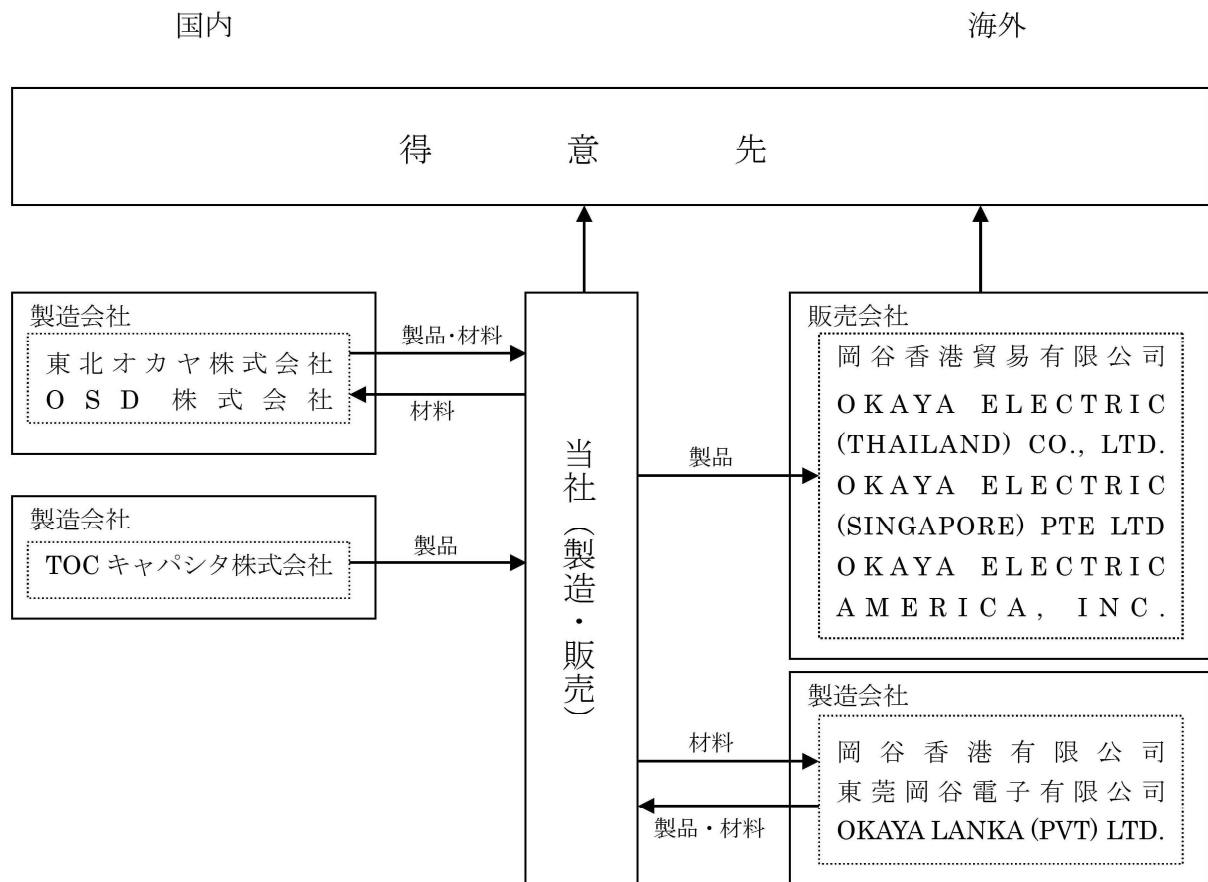 国内
海外
得意先
製造会社
東北オカヤ株式会社
OSD株式会社
製品・材料
材料
製造会社
TOCキャパシタ株式会社
製品
当社（製造・販売）
製品
販売会社
岡谷香港貿易有限公司
OKAYA ELECTRIC
(THAILAND) CO., LTD.
OKAYA ELECTRIC
(SINGAPORE) PTE LTD
OKAYA ELECTRIC
AMERICA, INC.
材料
製品・材料
製造会社
岡谷香港有限公司
東莞岡谷電子有限公司
OKAYA LANKA (PVT) LTD.